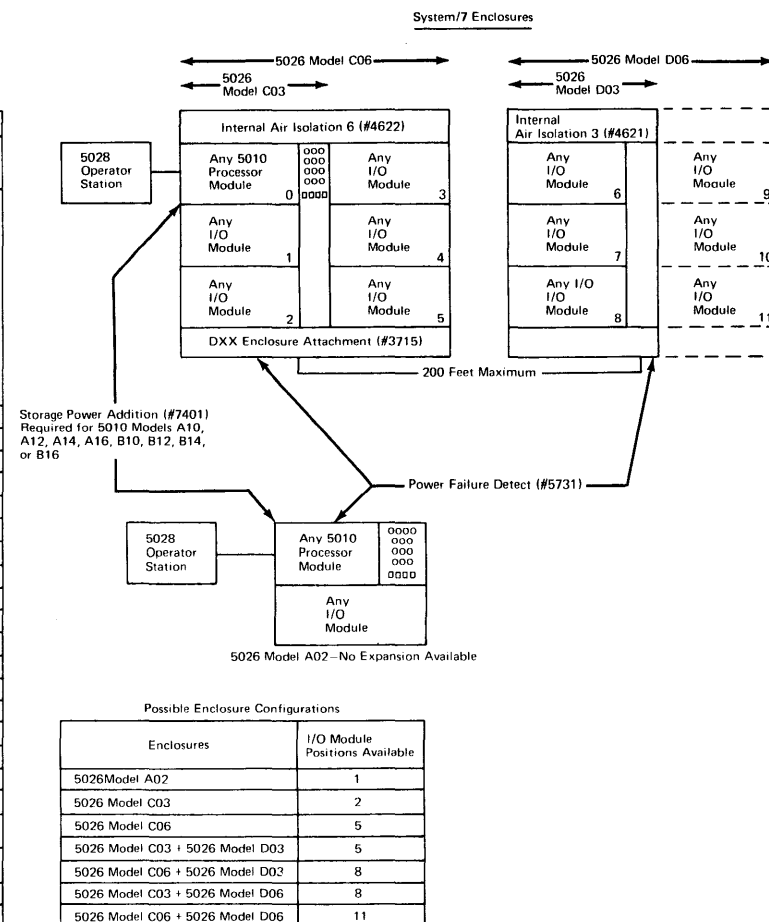 System/7 Enclosures
5026 Model C06
5026 Model D06
5026
Model C03
5026
Model D03
Internal Air Isolation 6 (#4622)
Internal
Air Isolation 3 (#4621)
5028
Operator
Station
Any 5010
Processor
Module
0
Any
I/O
Module
3
Any
I/O
Module
6
Any
I/O
Module
9
Any
I/O
Module
1
Any
I/O
Module
4
Any
I/O
Module
7
Any
I/O
Module
10
Any
I/O
Module
2
Any
I/O
Module
5
Any I/O
I/O
Module
8
Any
I/O
Module
11
DXX Enclosure Attachment (#3715)
200 Feet Maximum
Storage Power Addition (#7401)
Required for 5010 Models A10,
A12, A14, A16, B10, B12, B14,
or B16
Power Failure Detect (#5731)
5028
Operator
Station
Any 5010
Processor
Module
Any
I/O
Module
5026 Model A02–No Expansion Available
Possible Enclosure Configurations
Enclosures
I/O Module
Positions Available
5026Model A02 1
5026 Model C03 2
5026 Model C06 5
5026 Model C03 + 5026 Model D03 5
5026 Model C06 + 5026 Model D03 8
5026 Model C03 + 5026 Model D06 8
5026 Model C06 + 5026 Model D06 11